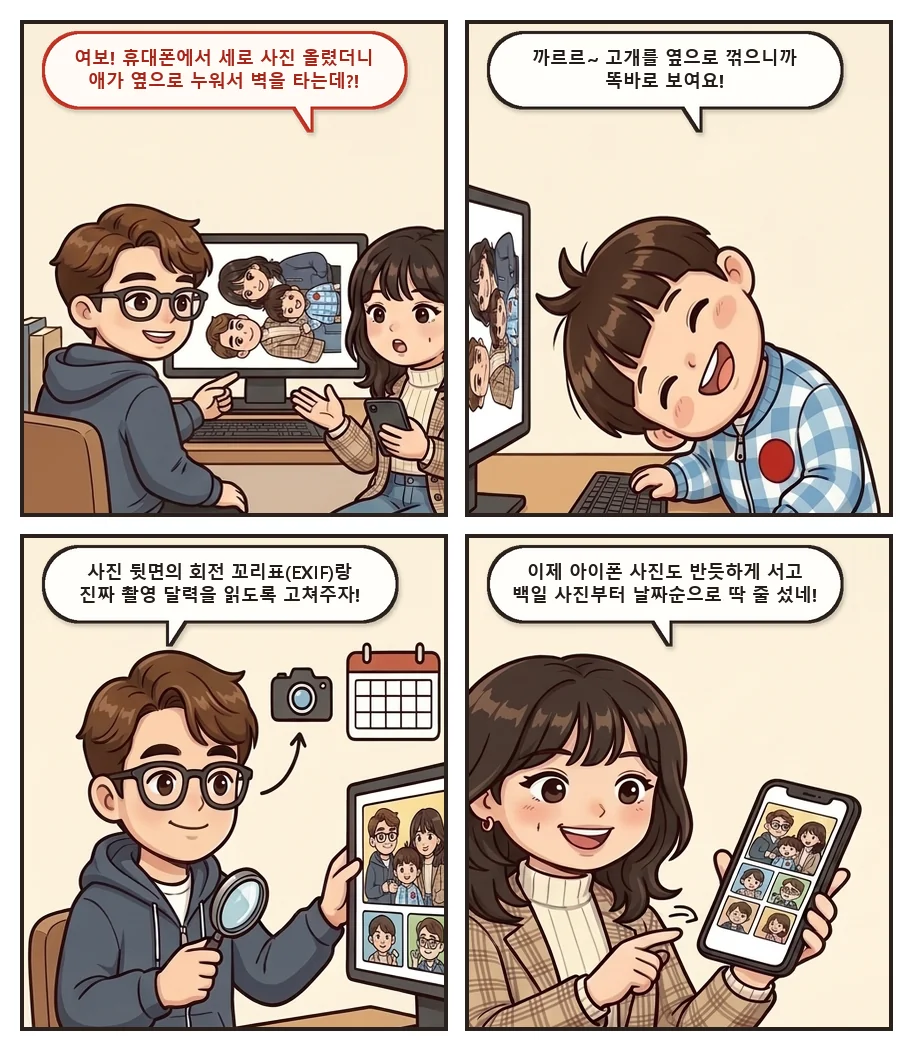 여보! 휴대폰에서 세로 사진 올렸더니
애가 옆으로 누워서 벽을 타는데?!
까르르~ 고개를 옆으로 꺾으니까
똑바로 보여요!
사진 뒷면의 회전 꼬리표(EXIF)랑
진짜 촬영 달력을 읽도록 고쳐주자!
이제 아이폰 사진도 반듯하게 서고
백일 사진부터 날짜순으로 딱 줄 섰네!